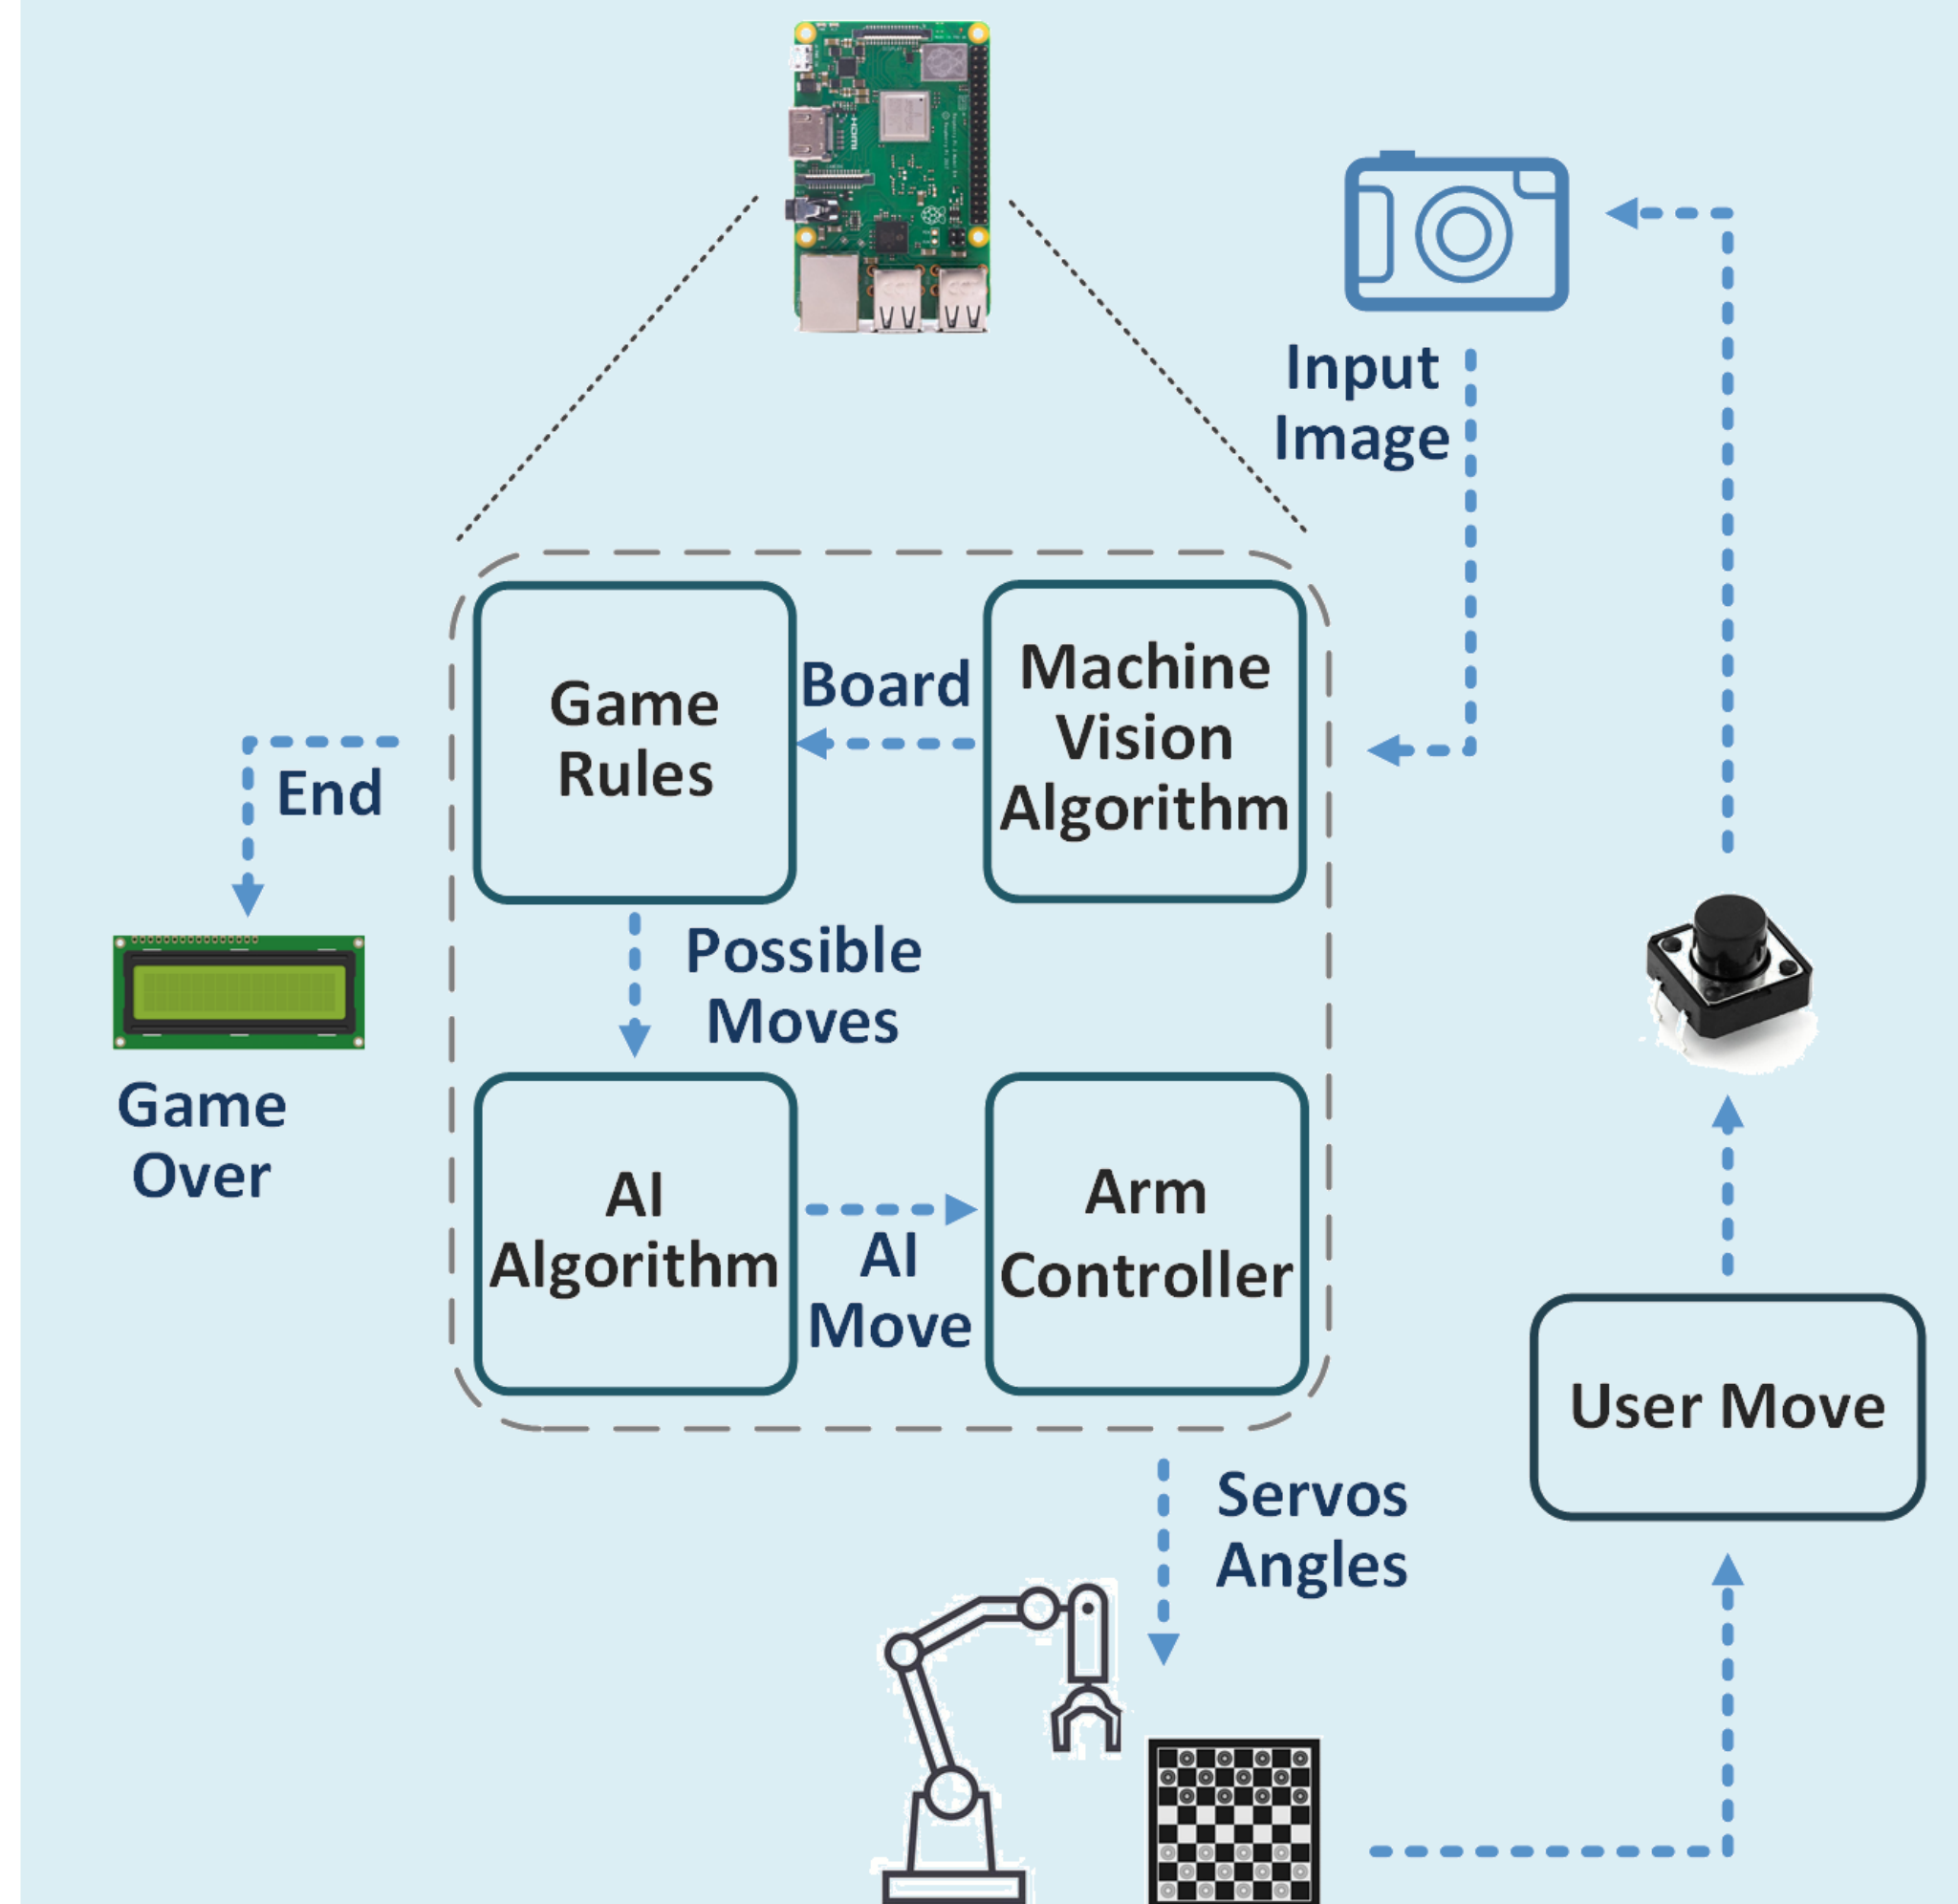 HDMI
Input
Image
Game
Rules
Board
Machine
Vision
Algorithm
End
Possible
Moves
Game
Over
AI
Algorithm
AI
Move
Arm
Controller
User Move
Servos
Angles